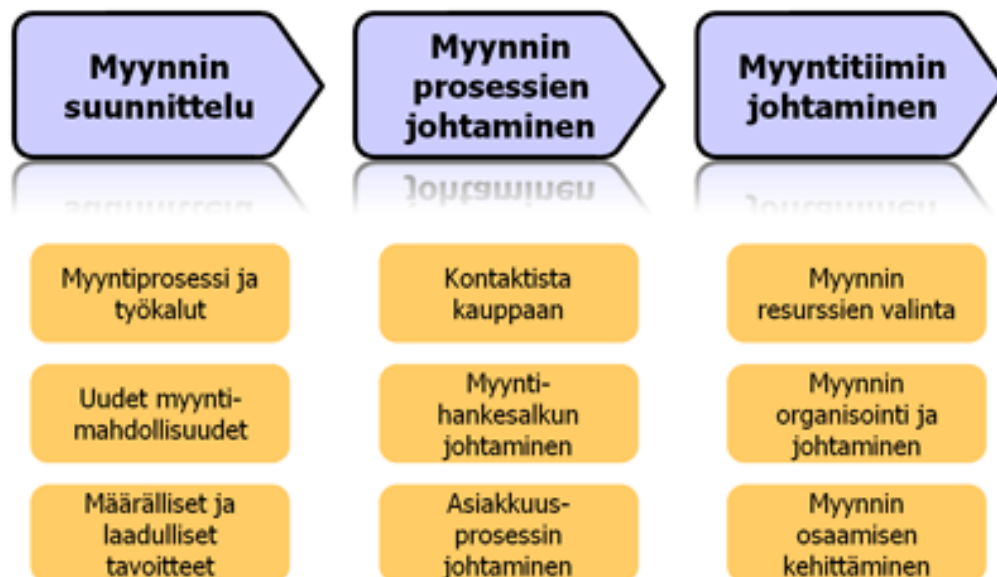 Myynnin
suunnittelu
Myynnin
prosessien
johtaminen
Myyntitiimin
johtaminen
Myyntiprosessi ja
työkalut
Kontaktista
kauppaan
Myynnin
resurssien valinta
Uudet myynti-
mahdollisuudet
Myynti-
hankesalkun
johtaminen
Myynnin
organisointi ja
johtaminen
Määrälliset ja
laadulliset
tavoitteet
Asiakkuus-
prosessin
johtaminen
Myynnin
osaamisen
kehittäminen